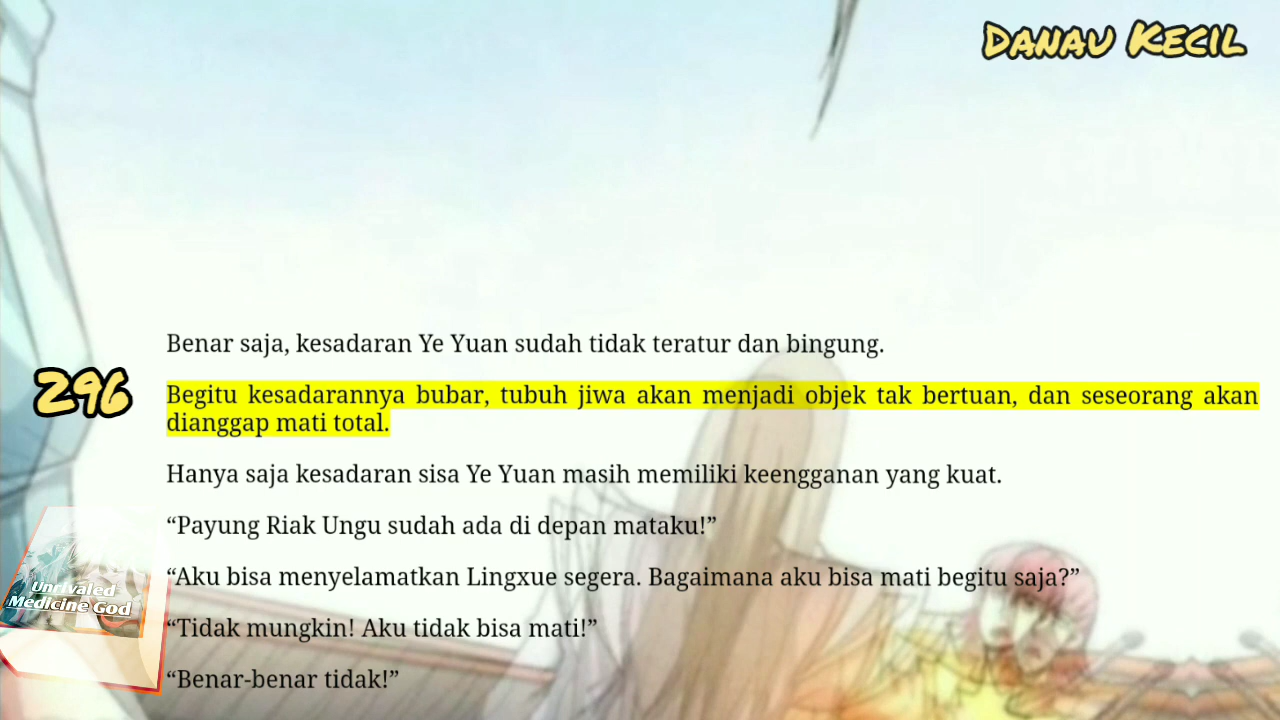 Danau Kecil
Benar saja, kesadaran Ye Yuan sudah tidak teratur dan bingung.
296
Begitu kesadarannya bubar, tubuh jiwa akan menjadi objek tak bertuan, dan seseorang akan
dianggap mati total.
Hanya saja kesadaran sisa Ye Yuan masih memiliki keengganan yang kuat.
“Payung Riak Ungu sudah ada di depan mataku!”
“Aku bisa menyelamatkan Lingxue segera. Bagaimana aku bisa mati begitu saja?”
Unrivaled
Medicine God
“Tidak mungkin! Aku tidak bisa mati!”
“Benar-benar tidak!”